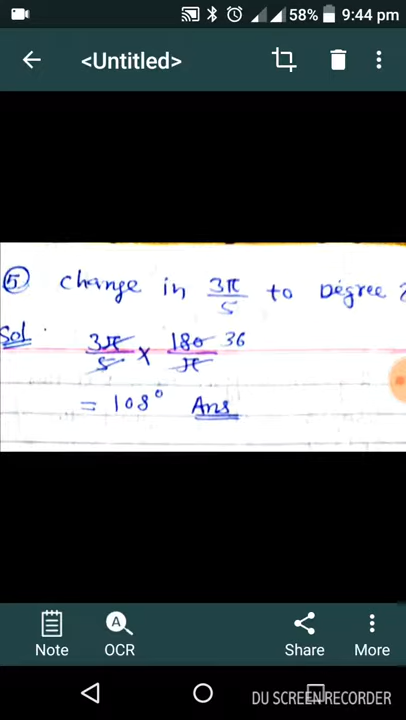 58% 9:44 pm
<Untitled>
⑤ Change in 3π/5 to Degree ?
Sol
3π/5 × 180/π 36
= 108° Ans
Note OCR Share More
DU SCREEN RECORDER